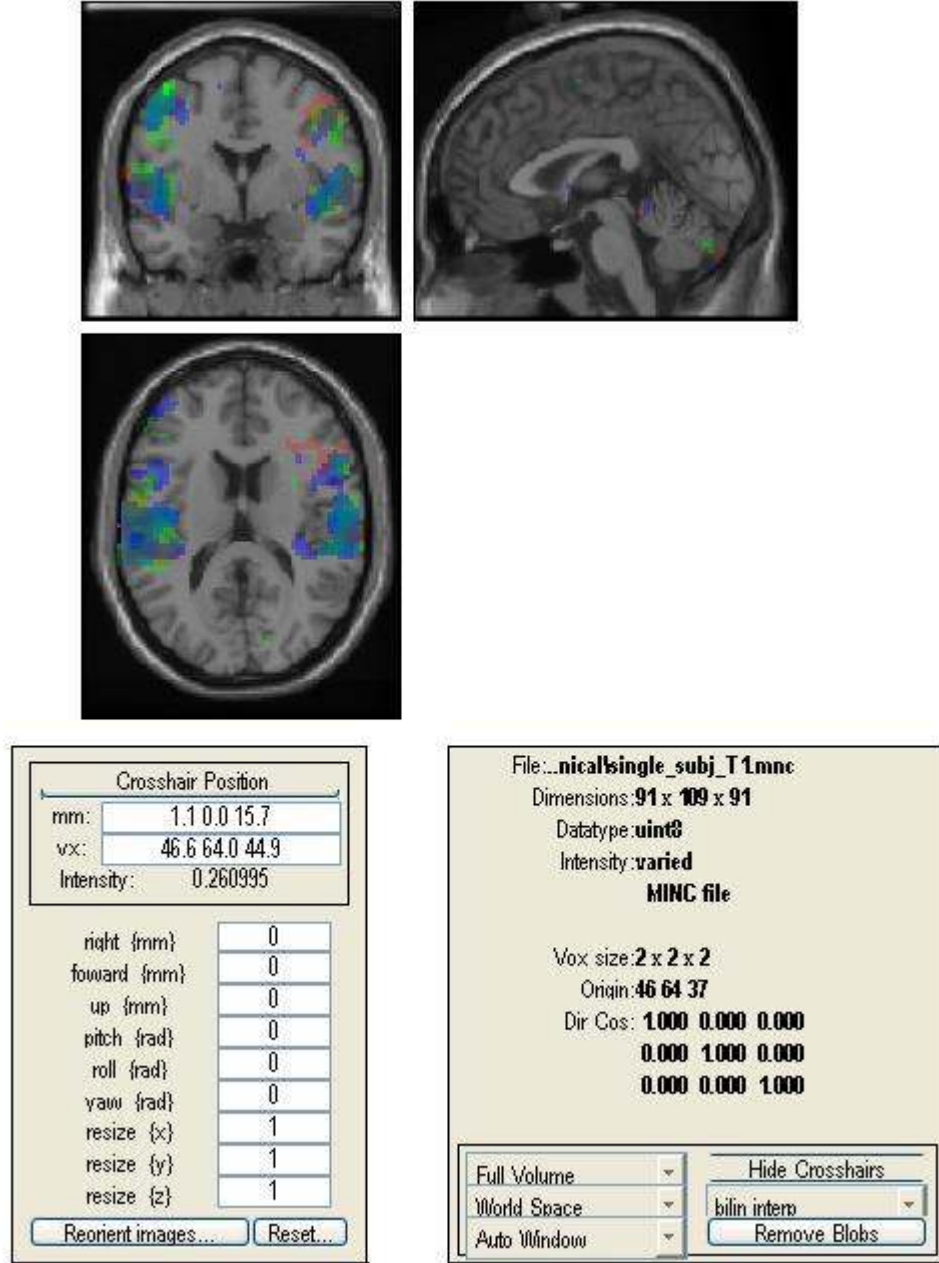 Crosshair Position
mm: 1.1 0.0 15.7
vx: 46.6 64.0 44.9
Intensity: 0.260995
right {mm} 0
foward {mm} 0
up {mm} 0
pitch {rad} 0
roll {rad} 0
yaw {rad} 0
resize {x} 1
resize {y} 1
resize {z} 1
Reorient images... Reset...
File:..nical\single_subj_T1.mnc
Dimensions:91 x 109 x 91
Datatype:uint8
Intensity:varied
MINC file
Vox size:2 x 2 x 2
Origin:46 64 37
Dir Cos: 1.000 0.000 0.000
0.000 1.000 0.000
0.000 0.000 1.000
Full Volume
World Space
Auto Window
Hide Crosshairs
bilin interp
Remove Blobs